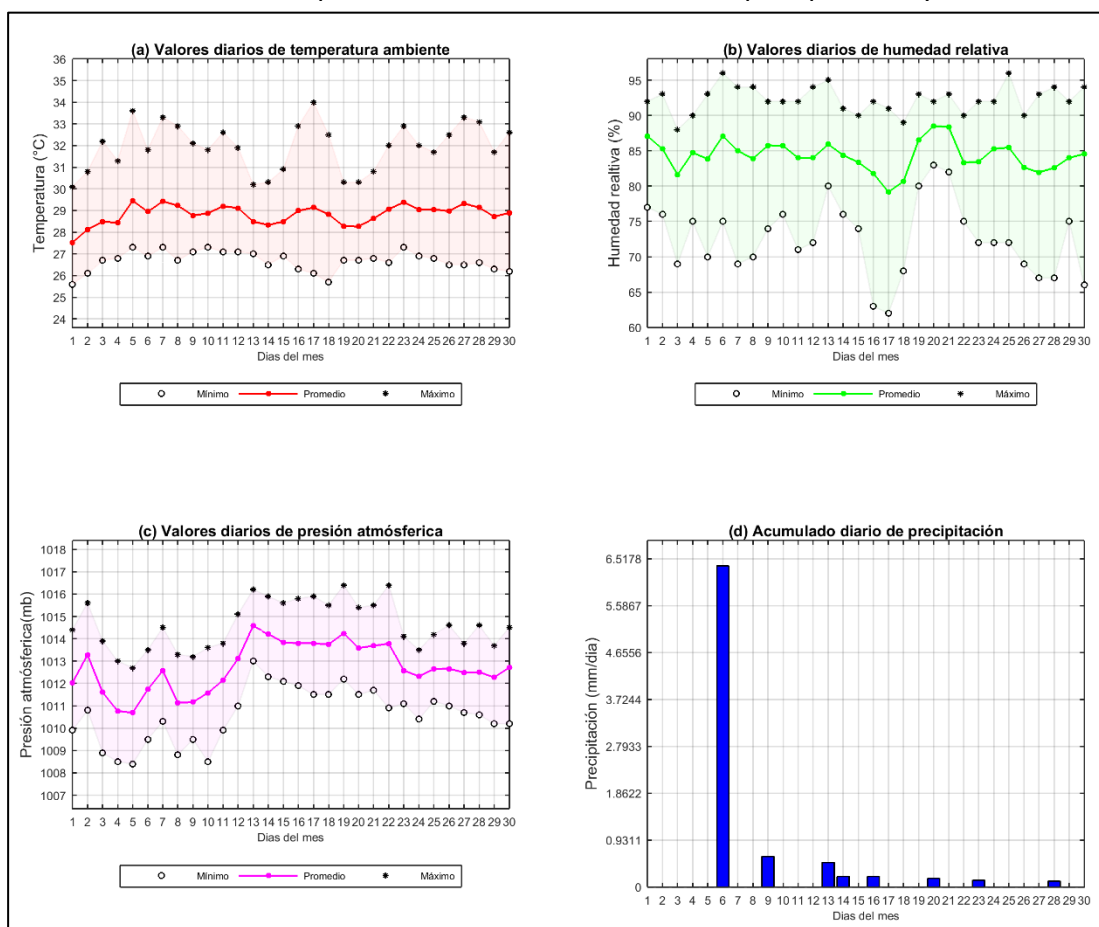 (a) Valores diarios de temperatura ambiente
36
35
34
33
32
31
30
29
28
27
26
25
24
Temperatura (°C)
1 2 3 4 5 6 7 8 9 10 11 12 13 14 15 16 17 18 19 20 21 22 23 24 25 26 27 28 29 30
Dias del mes
Mínimo Promedio Máximo
(b) Valores diarios de humedad relativa
95
90
85
80
75
70
65
60
Humedad realtiva (%)
1 2 3 4 5 6 7 8 9 10 11 12 13 14 15 16 17 18 19 20 21 22 23 24 25 26 27 28 29 30
Dias del mes
Mínimo Promedio Máximo
(c) Valores diarios de presión atmósferica
1018
1017
1016
1015
1014
1013
1012
1011
1010
1009
1008
1007
Presión atmósferica(mb)
1 2 3 4 5 6 7 8 9 10 11 12 13 14 15 16 17 18 19 20 21 22 23 24 25 26 27 28 29 30
Dias del mes
Mínimo Promedio Máximo
(d) Acumulado diario de precipitación
6.5178
5.5867
4.6556
3.7244
2.7933
1.8622
0.9311
0
Precipitación (mm/dia)
1 2 3 4 5 6 7 8 9 10 11 12 13 14 15 16 17 18 19 20 21 22 23 24 25 26 27 28 29 30
Dias del mes